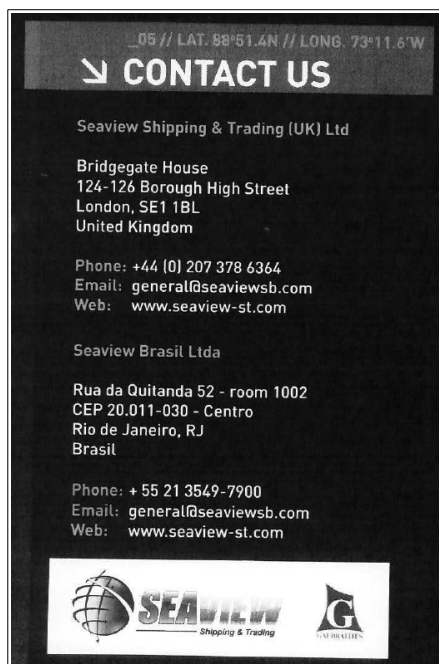 _05 // LAT. 88°51.4N // LONG. 73°11.6'W
CONTACT US
Seaview Shipping & Trading (UK) Ltd
Bridgegate House
124-126 Borough High Street
London, SE1 1BL
United Kingdom
Phone: +44 (0) 207 378 6364
Email: general@seaviewsb.com
Web: www.seaview-st.com
Seaview Brasil Ltda
Rua da Quitanda 52 - room 1002
CEP 20.011-030 - Centro
Rio de Janeiro, RJ
Brasil
Phone: + 55 21 3549-7900
Email: general@seaviewsb.com
Web: www.seaview-st.com
SEAVIEW
Shipping & Trading
G
GALBRAITHS